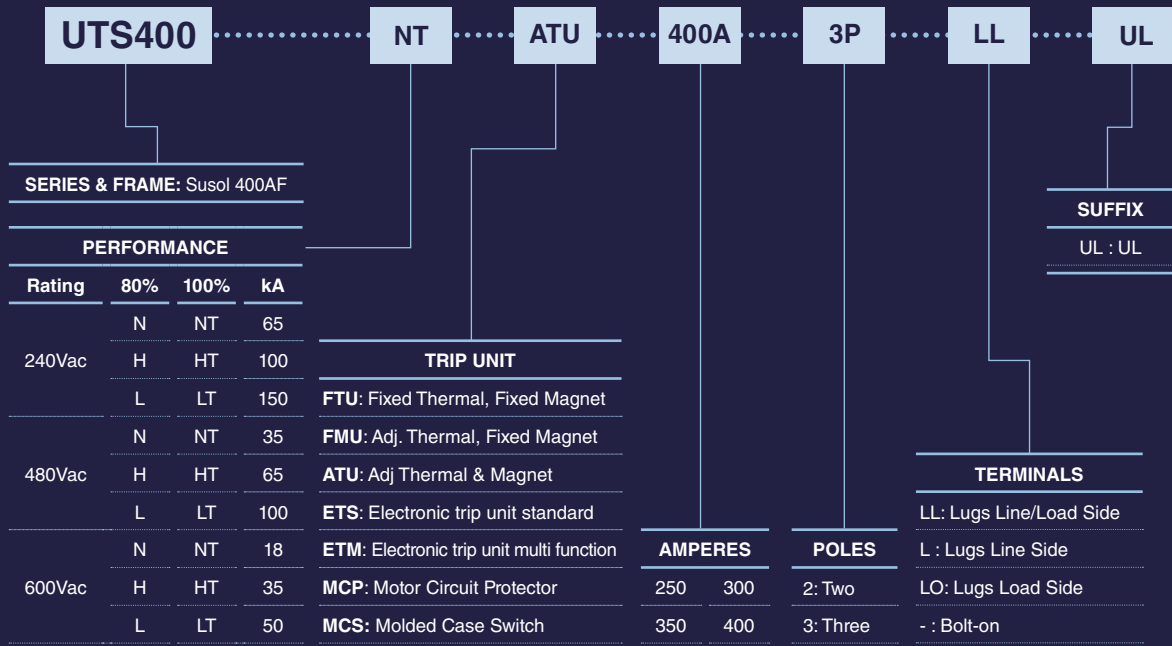 UTS400 NT ATU 400A 3P LL UL
SERIES & FRAME: Susol 400AF
PERFORMANCE
Rating 80% 100% kA
240Vac
N NT 65
H HT 100
L LT 150
480Vac
N NT 35
H HT 65
L LT 100
600Vac
N NT 18
H HT 35
L LT 50
TRIP UNIT
FTU: Fixed Thermal, Fixed Magnet
FMU: Adj. Thermal, Fixed Magnet
ATU: Adj Thermal & Magnet
ETS: Electronic trip unit standard
ETM: Electronic trip unit multi function
MCP: Motor Circuit Protector
MCS: Molded Case Switch
AMPERES
250 300
350 400
POLES
2: Two
3: Three
TERMINALS
LL: Lugs Line/Load Side
L : Lugs Line Side
LO: Lugs Load Side
- : Bolt-on
SUFFIX
UL : UL